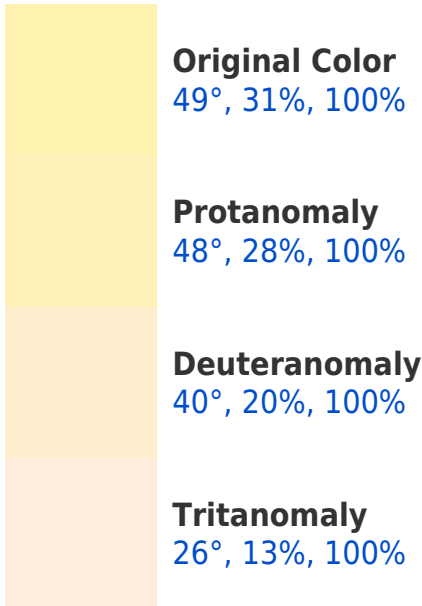 Original Color
49°, 31%, 100%
Protanomaly
48°, 28%, 100%
Deuteranomaly
40°, 20%, 100%
Tritanomaly
26°, 13%, 100%